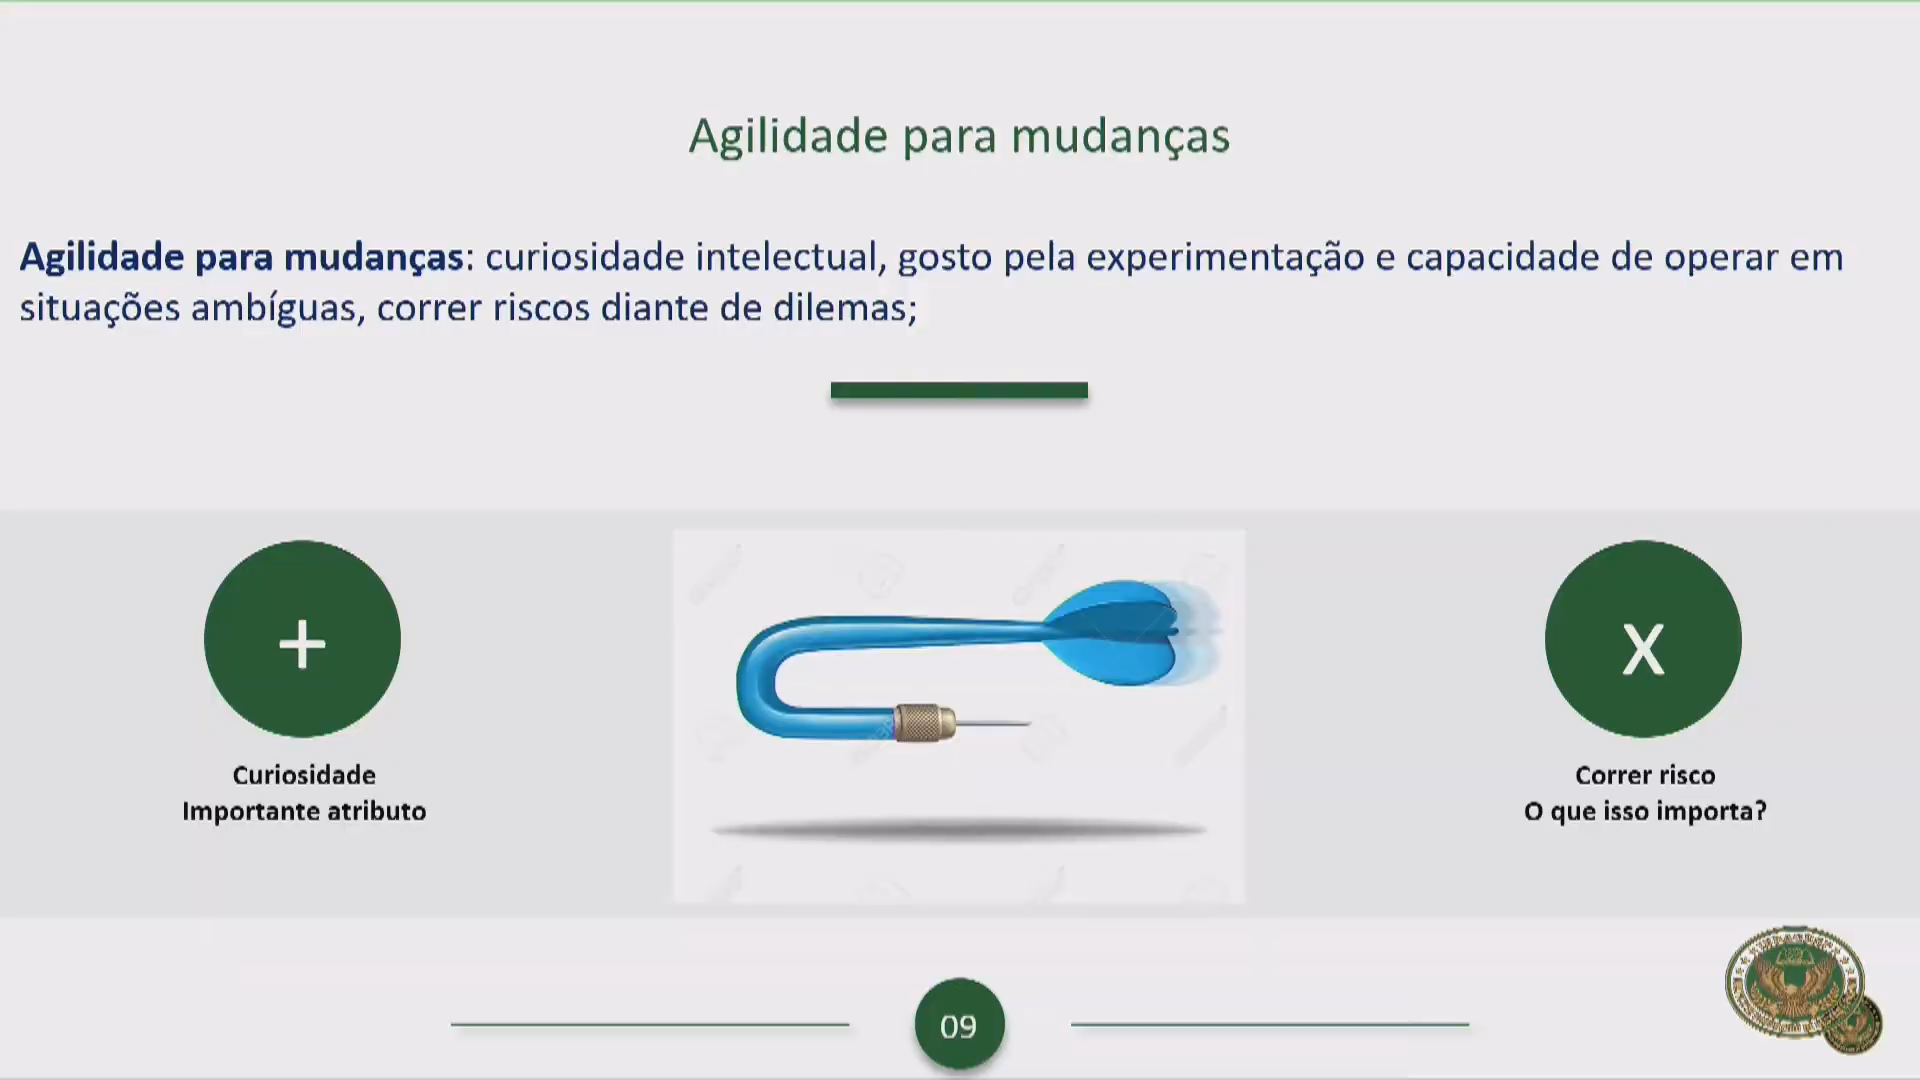 Agilidade para mudanças
Agilidade para mudanças: curiosidade intelectual, gosto pela experimentação e capacidade de operar em
situações ambíguas, correr riscos diante de dilemas;
+
Curiosidade
Importante atributo
X
Correr risco
O que isso importa?
09